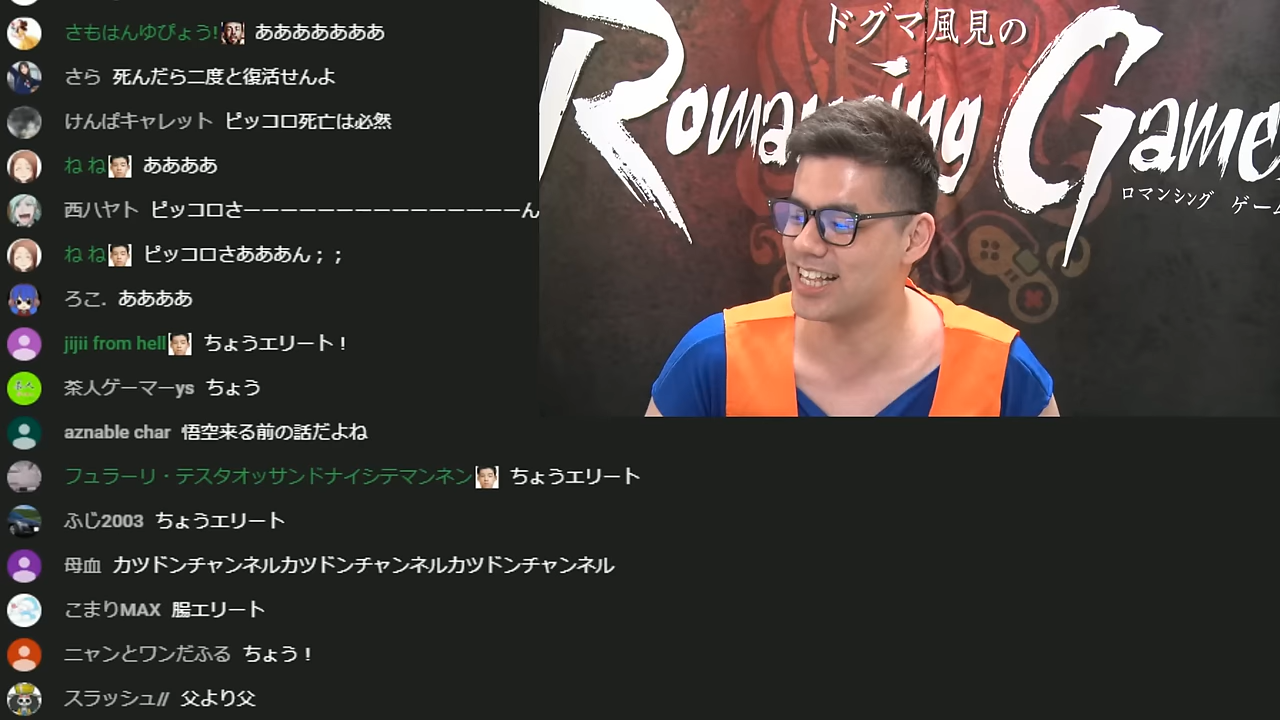 さもはんゆぴょう! あああああああ
さら 死んだら二度と復活せんよ
けんぱキャレット ピッコロ死亡は必然
ね ね ああああ
西ハヤト ピッコロさーーーーーーーーーーーーーーーん
ね ね ピッコロさあああん；；
ろこ. ああああ
jijii from hell ちょうエリート！
茶人ゲーマーys ちょう
aznable char 悟空来る前の話だよね
フュラーリ・テスタオッサンドナイシデマンネン ちょうエリート
ふじ2003 ちょうエリート
母血 カツドンチャンネルカツドンチャンネルカツドンチャンネル
こまりMAX 腸エリート
ニャンとワンだふる ちょう！
スラッシュ// 父より父
ドグマ風見の
Romancing Game
ロマンシング ゲーム